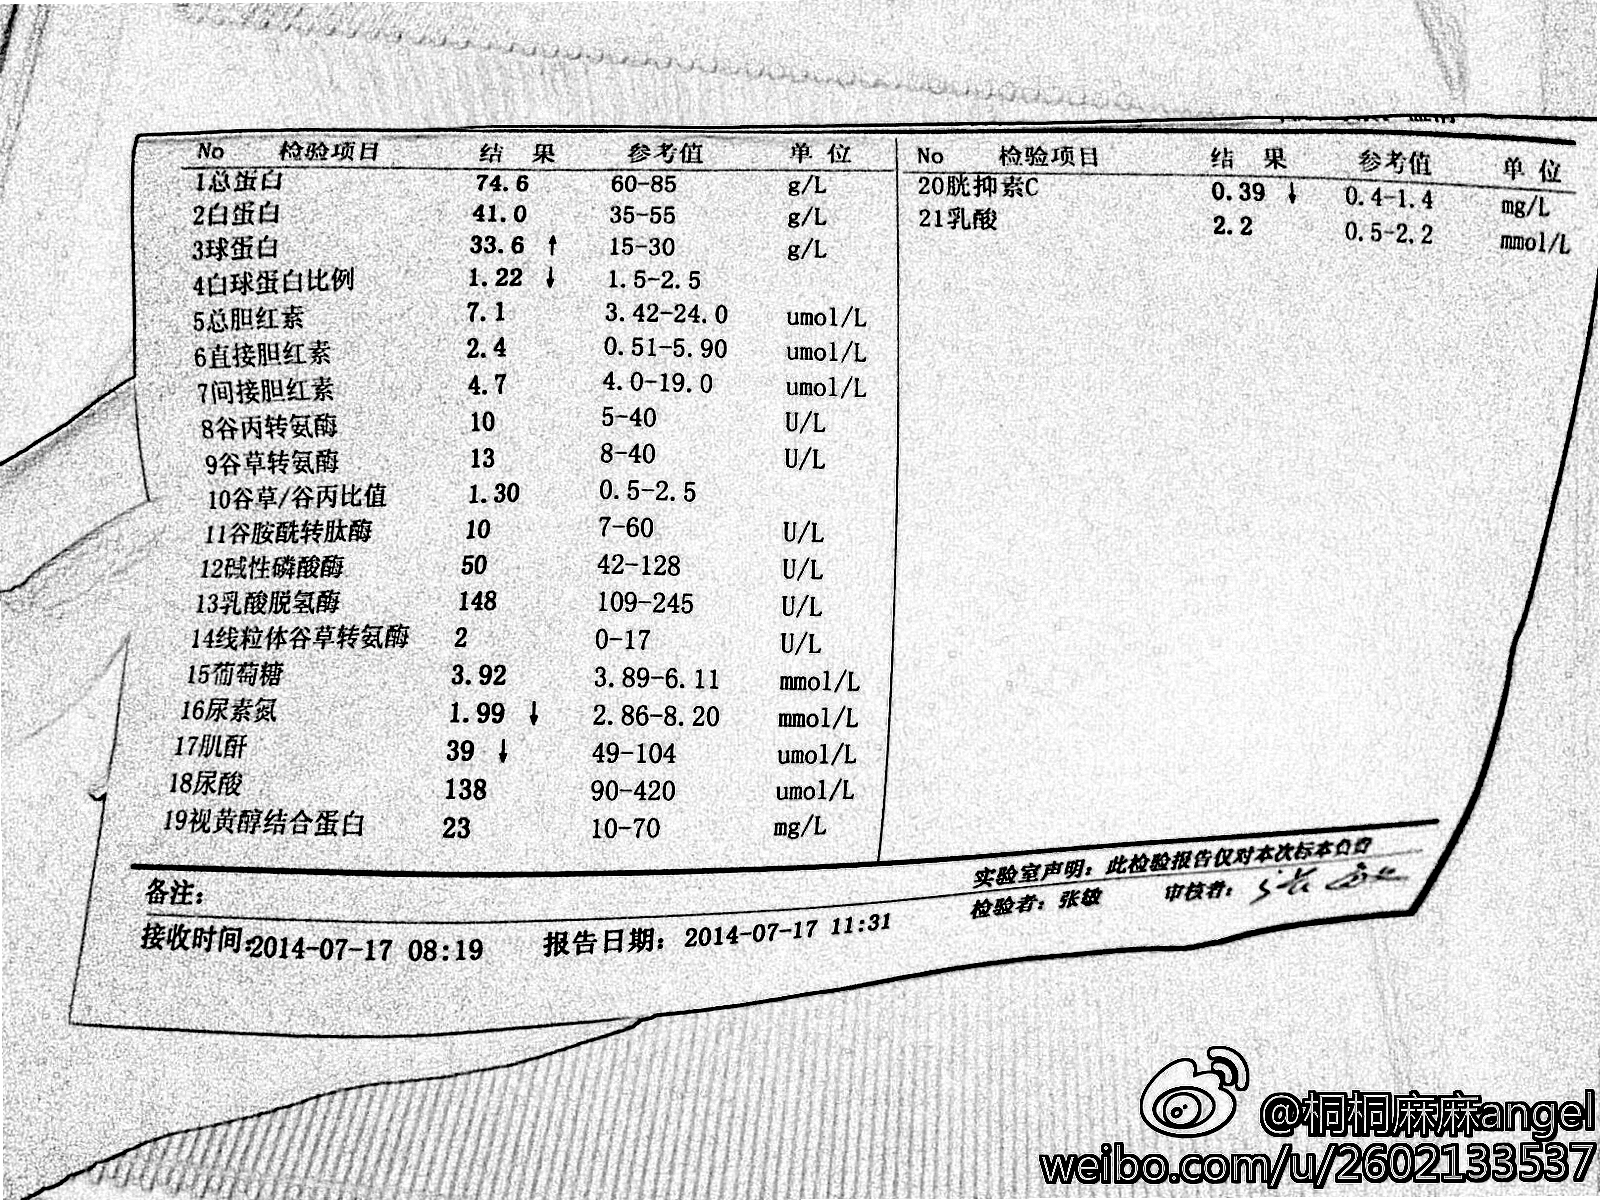 No 检验项目 结 果 参考值 单 位
1总蛋白 74.6 60-85 g/L
2白蛋白 41.0 35-55 g/L
3球蛋白 33.6 ↑ 15-30 g/L
4白球蛋白比例 1.22 ↓ 1.5-2.5
5总胆红素 7.1 3.42-24.0 umol/L
6直接胆红素 2.4 0.51-5.90 umol/L
7间接胆红素 4.7 4.0-19.0 umol/L
8谷丙转氨酶 10 5-40 U/L
9谷草转氨酶 13 8-40 U/L
10谷草/谷丙比值 1.30 0.5-2.5
11谷胺酰转肽酶 10 7-60 U/L
12碱性磷酸酶 50 42-128 U/L
13乳酸脱氢酶 148 109-245 U/L
14线粒体谷草转氨酶 2 0-17 U/L
15葡萄糖 3.92 3.89-6.11 mmol/L
16尿素氮 1.99 ↓ 2.86-8.20 mmol/L
17肌酐 39 ↓ 49-104 umol/L
18尿酸 138 90-420 umol/L
19视黄醇结合蛋白 23 10-70 mg/L
No 检验项目 结 果 参考值 单 位
20胱抑素C 0.39 ↓ 0.4-1.4 mg/L
21乳酸 2.2 0.5-2.2 mmol/L
实验室声明：此检验报告仅对本次标本负责
备注：
检验者：张敏 审核者：
接收时间：2014-07-17 08:19 报告日期：2014-07-17 11:31
@桐桐麻麻angel
weibo.com/u/2602133537